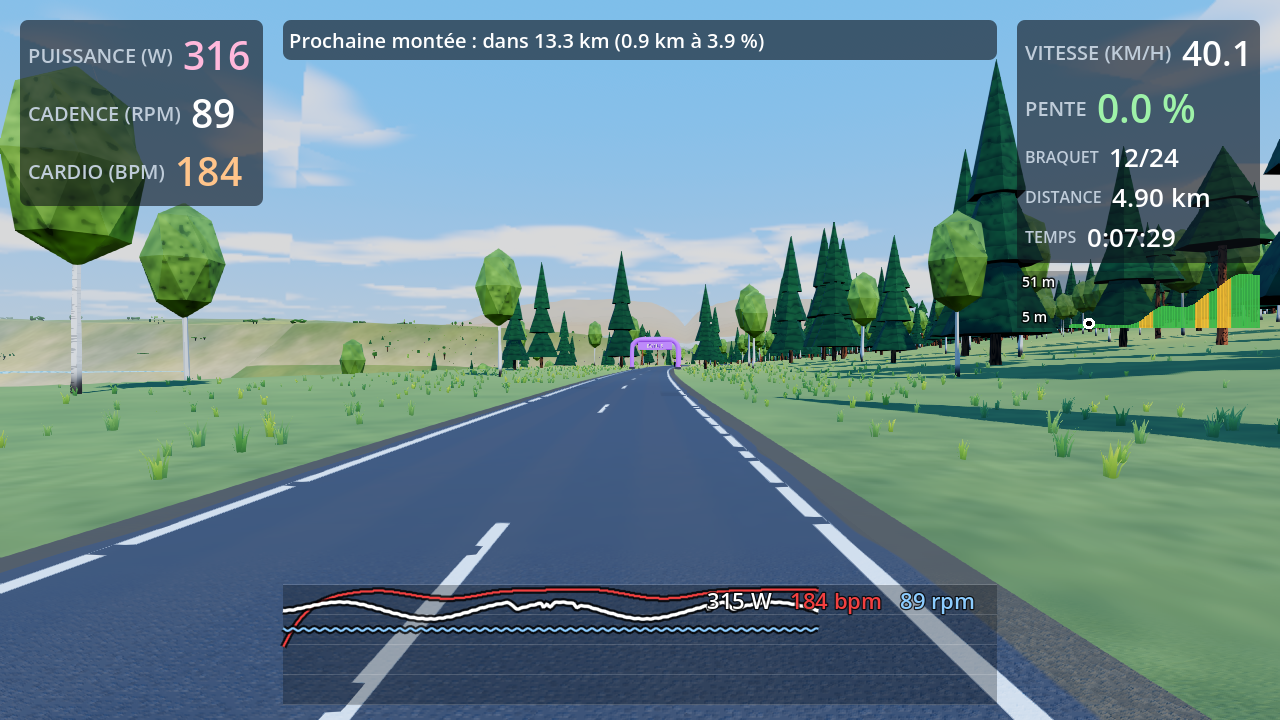 PUISSANCE (W) 316
CADENCE (RPM) 89
CARDIO (BPM) 184
Prochaine montée : dans 13.3 km (0.9 km à 3.9 %)
VITESSE (KM/H) 40.1
PENTE 0.0 %
BRAQUET 12/24
DISTANCE 4.90 km
TEMPS 0:07:29
51 m
5 m
315 W 184 bpm 89 rpm